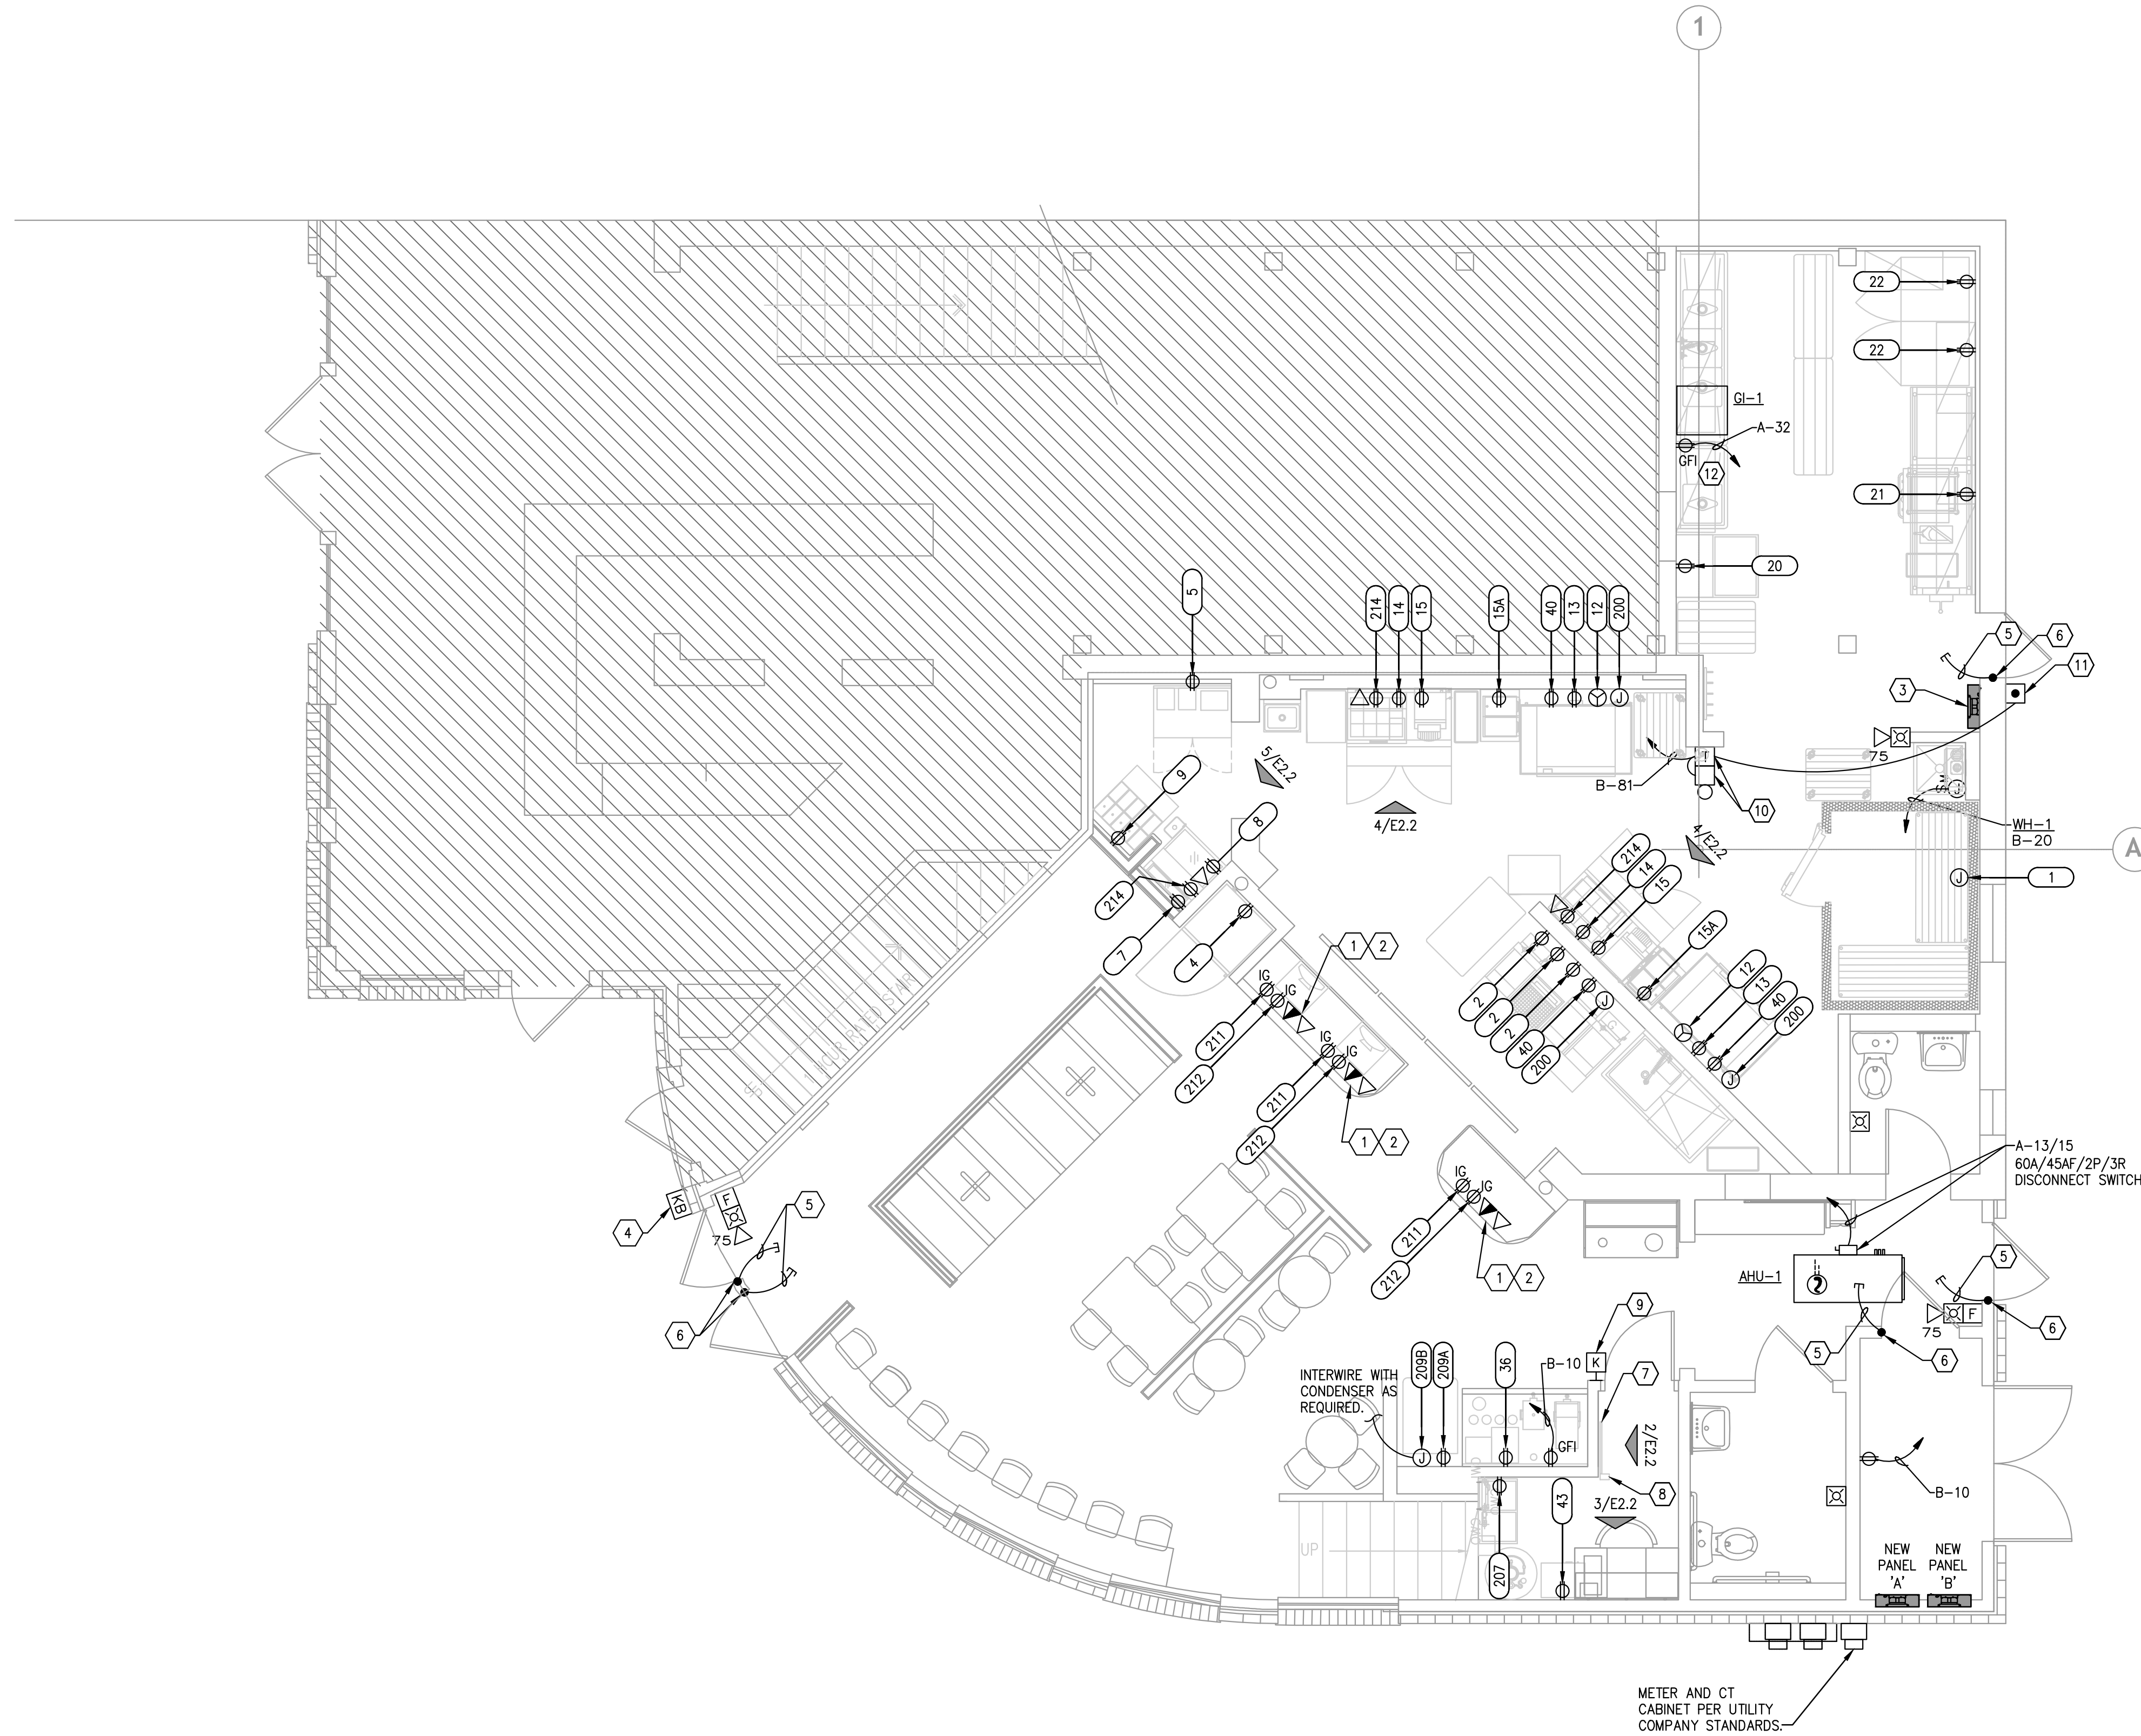 1
22
22
GI-1
A-32
GFI
12
21
20
5
214
14
15
15A
40
13
12
200
5
6
11
3
75
9
5/E2.2
8
4/E2.2
B-81
10
4/E2.2
J
WH-1
B-20
A
J
1
214
7
4
214
14
15
15A
12
13
40
200
J
2
2
2
40
200
J
IG
IG
1
2
211
212
IG
IG
1
2
211
212
1 HOUR RATED STAIR
IG
IG
211
212
1
2
A-13/15
60A/45AF/2P/3R
DISCONNECT SWITCH
AHU-1
5
6
75
F
5
6
KB
F
4
75
5
6
INTERWIRE WITH
CONDENSER AS
REQUIRED.
209B
209A
36
B-10
K
9
7
J
GFI
2/E2.2
8
3/E2.2
43
207
UP
B-10
NEW
PANEL
'A'
NEW
PANEL
'B'
METER AND CT
CABINET PER UTILITY
COMPANY STANDARDS.